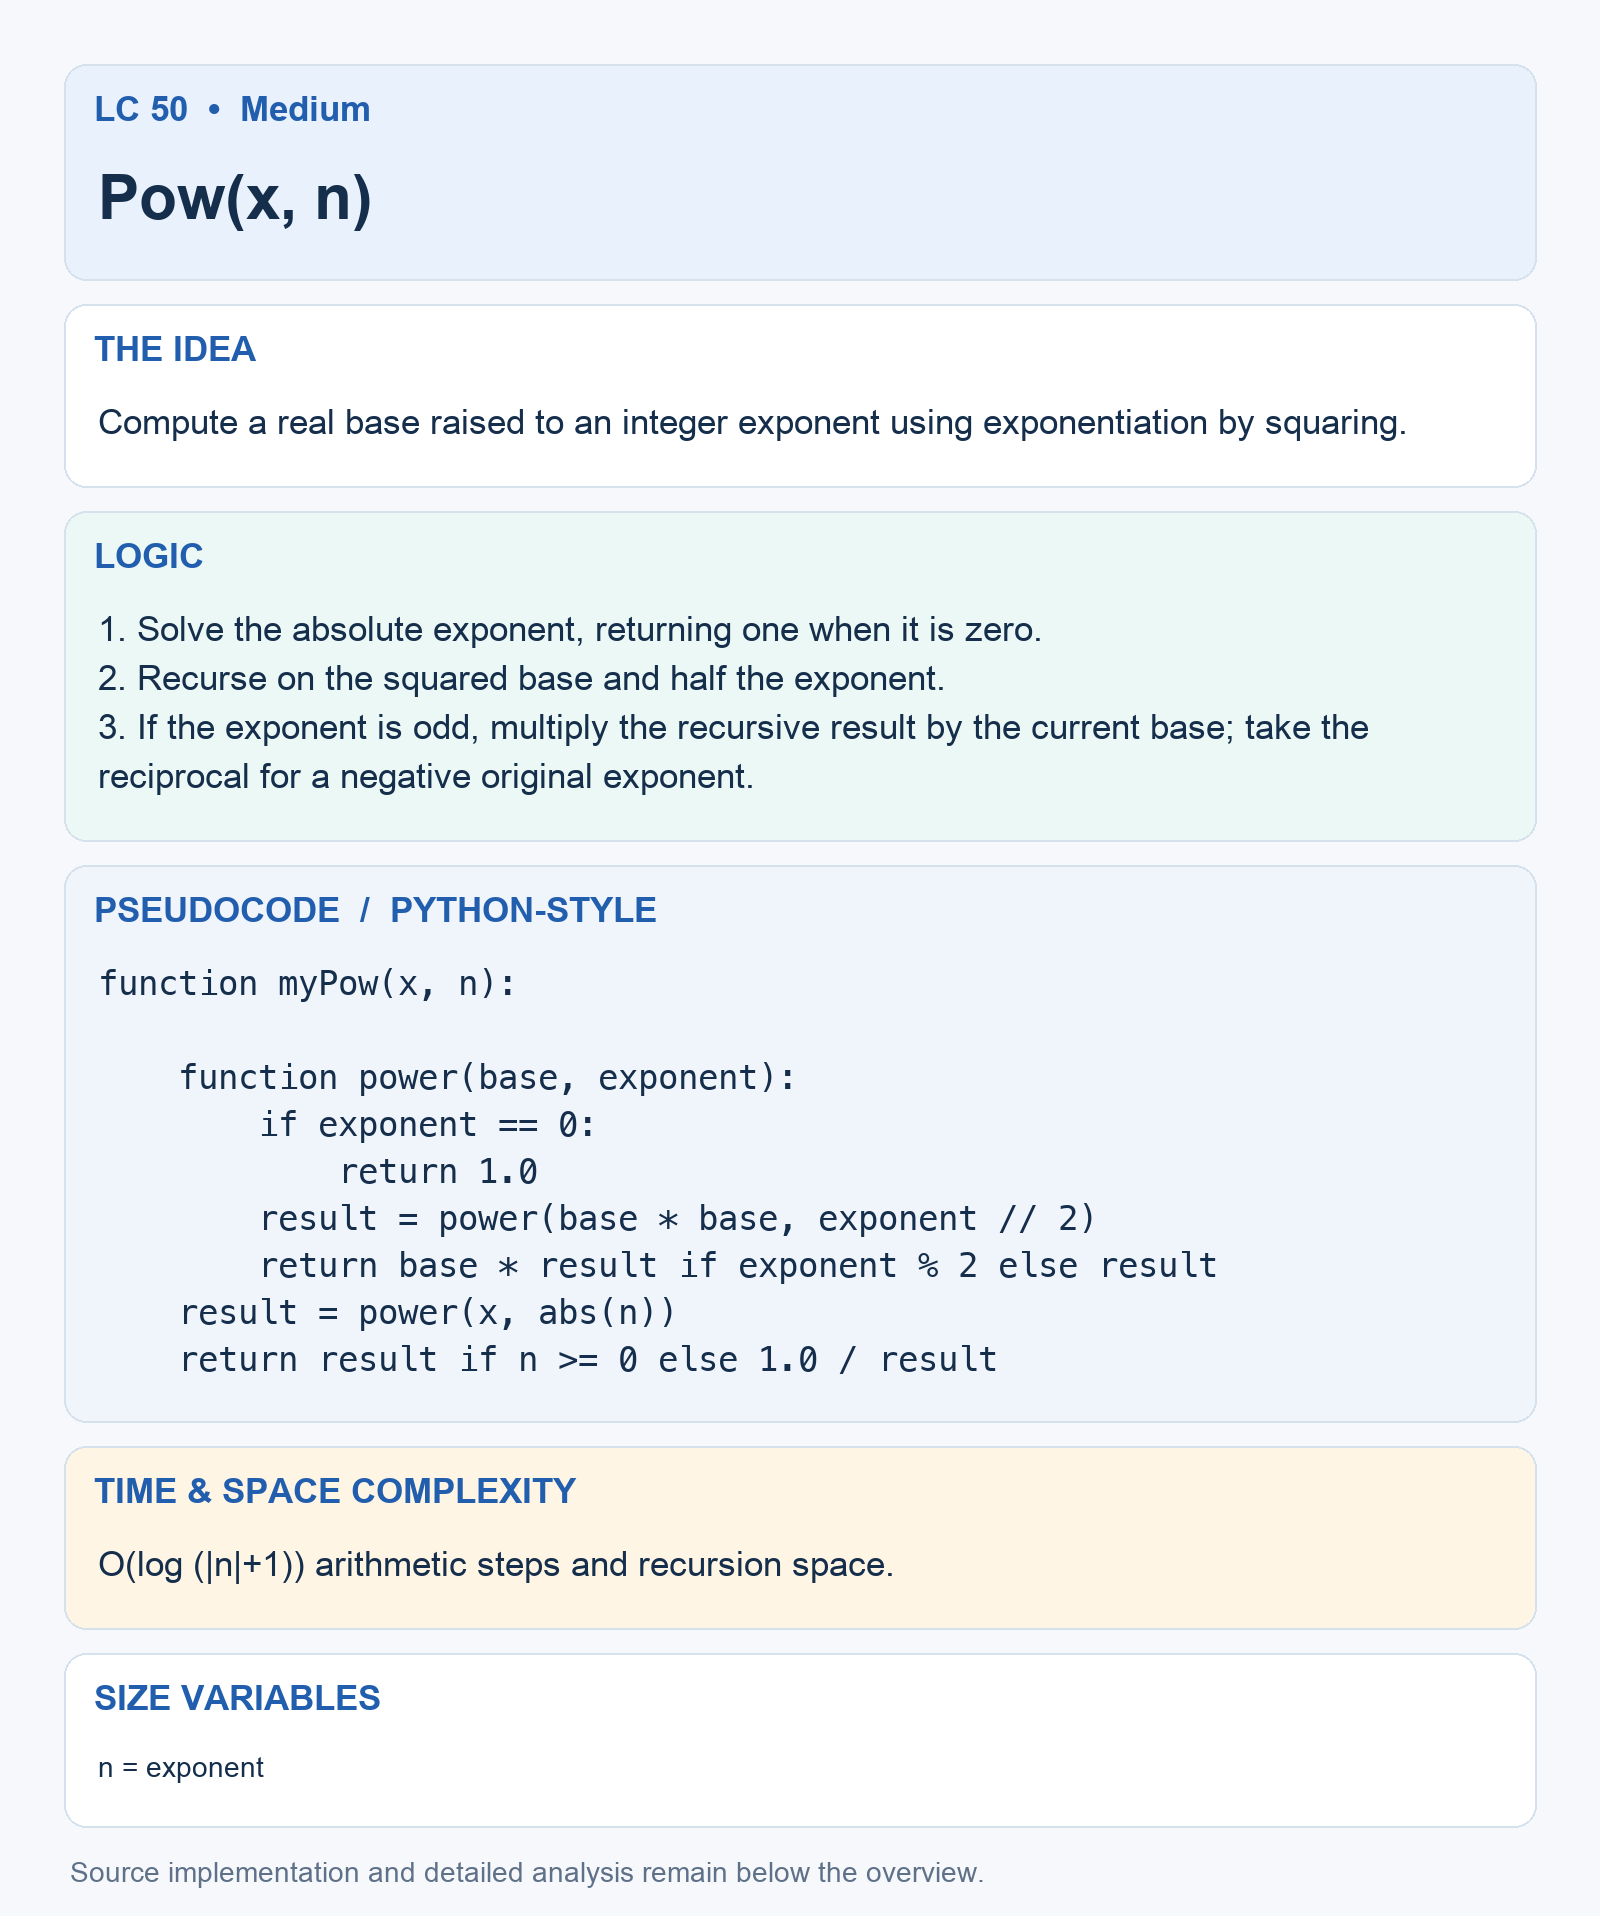 LC 50 • Medium
Pow(x, n)
THE IDEA
Compute a real base raised to an integer exponent using exponentiation by squaring.
LOGIC
1. Solve the absolute exponent, returning one when it is zero.
2. Recurse on the squared base and half the exponent.
3. If the exponent is odd, multiply the recursive result by the current base; take the
reciprocal for a negative original exponent.
PSEUDOCODE / PYTHON-STYLE
function myPow(x, n):
    function power(base, exponent):
        if exponent == 0:
            return 1.0
        result = power(base * base, exponent // 2)
        return base * result if exponent % 2 else result
    result = power(x, abs(n))
    return result if n >= 0 else 1.0 / result
TIME & SPACE COMPLEXITY
O(log (|n|+1)) arithmetic steps and recursion space.
SIZE VARIABLES
n = exponent
Source implementation and detailed analysis remain below the overview.